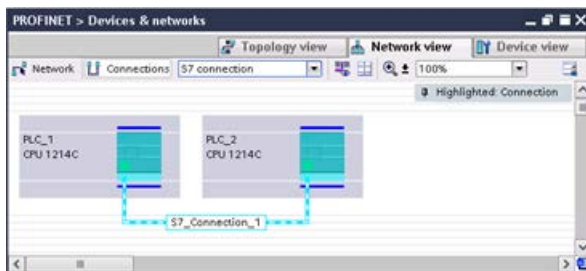 PROFINET > Devices & networks
Topology view Network view Device view
Network Connections S7 connection 100%
Highlighted: Connection
PLC_1
CPU 1214C
PLC_2
CPU 1214C
S7_Connection_1